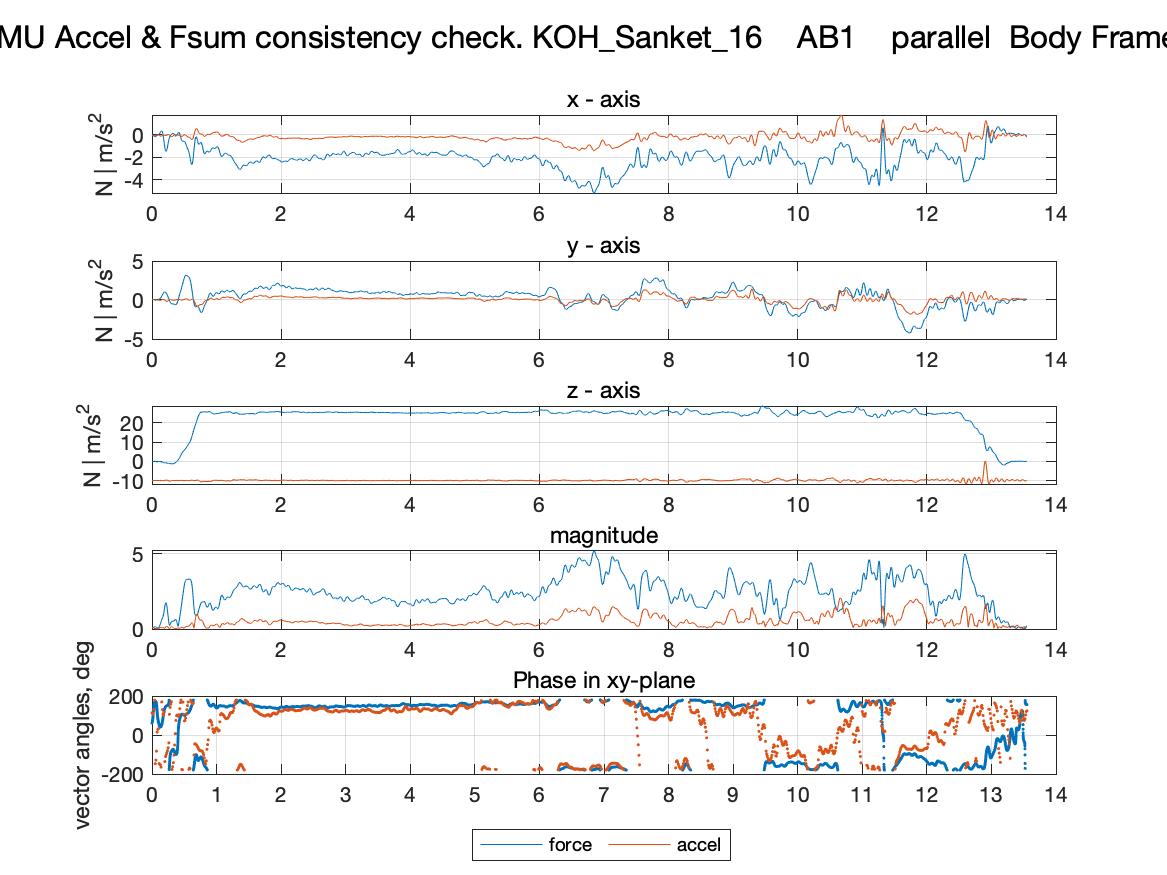 MU Accel & Fsum consistency check. KOH_Sanket_16 AB1 parallel Body Frame
x - axis
N | m/s2
0
-2
-4
0 2 4 6 8 10 12 14
y - axis
N | m/s2
5
0
-5
0 2 4 6 8 10 12 14
z - axis
N | m/s2
20
10
0
-10
0 2 4 6 8 10 12 14
magnitude
5
0
0 2 4 6 8 10 12 14
Phase in xy-plane
vector angles, deg
200
0
-200
0 1 2 3 4 5 6 7 8 9 10 11 12 13 14
force accel